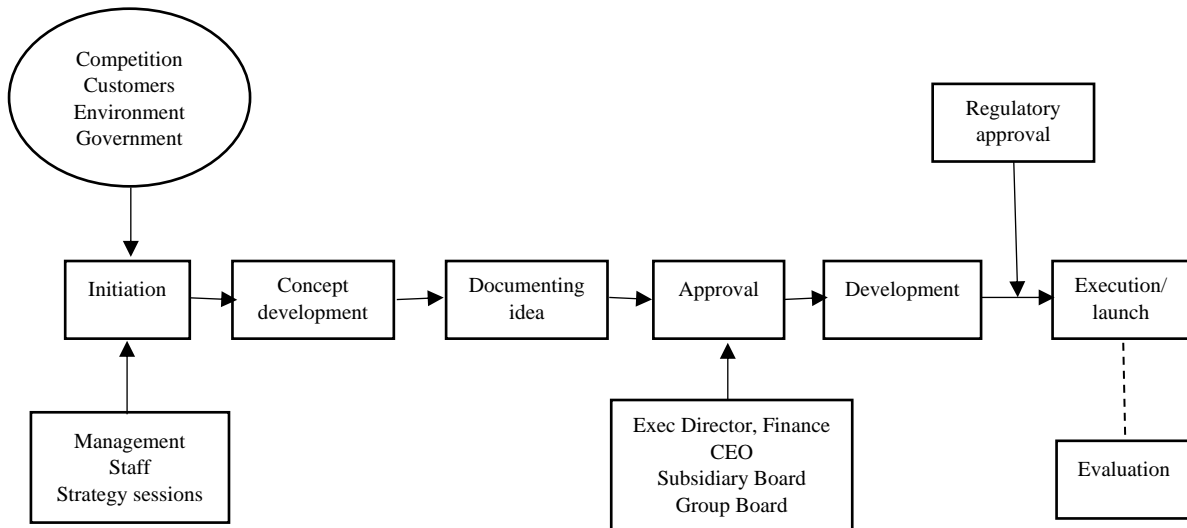 Competition
Customers
Environment
Government
Regulatory
approval
Initiation
Concept
development
Documenting
idea
Approval
Development
Execution/
launch
Management
Staff
Strategy sessions
Exec Director, Finance
CEO
Subsidiary Board
Group Board
Evaluation